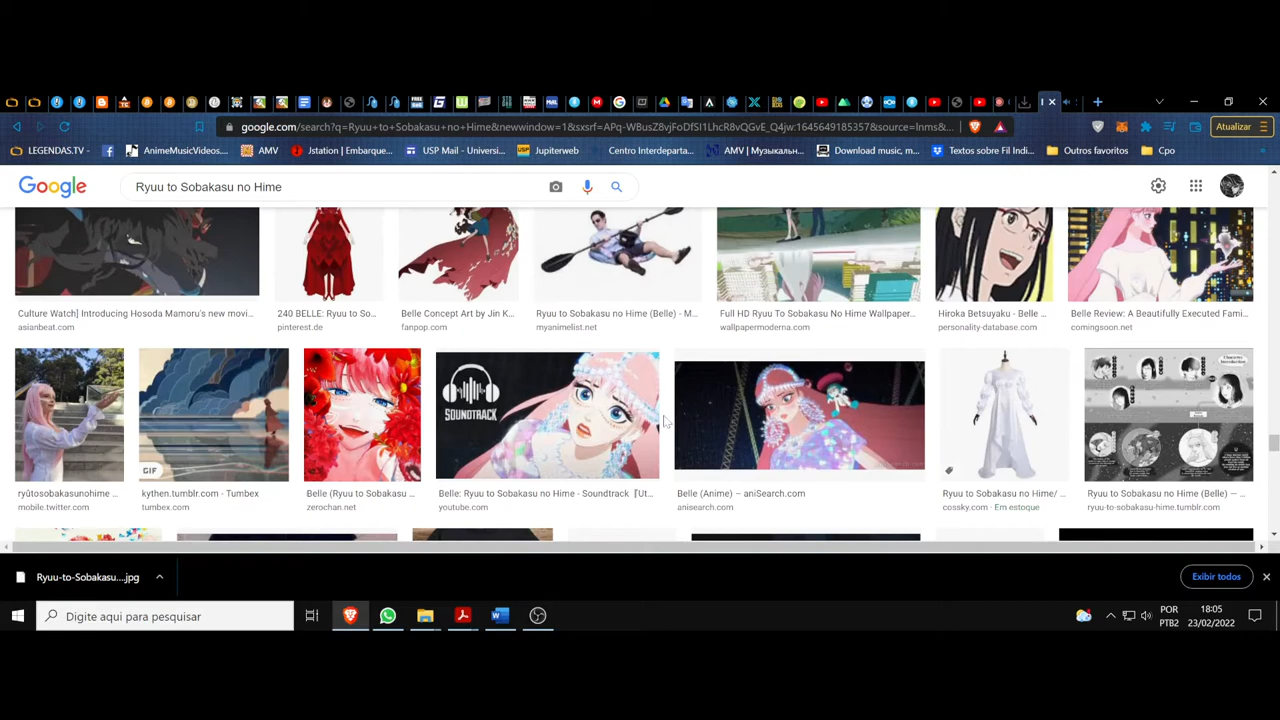 google.com/search?q=Ryuu+to+Sobakasu+no+Hime&newwindow=1&sxsrf=APq-WBusZ8vjFoDfSI1LhcR8vQGvE_Q4jw:1645649185357&source=lnms&...
Atualizar
LEGENDAS.TV
AnimeMusicVideos....
AMV
Jstation | Embarque...
USP Mail - Universi...
Jupiterweb
Centro Interdeparta...
AMV | Музыкальн...
Download music, m...
Textos sobre Fil Indi...
Outros favoritos
Cpo
Google
Ryuu to Sobakasu no Hime
Culture Watch] Introducing Hosoda Mamoru's new movi...
asianbeat.com
240 BELLE: Ryuu to So...
pinterest.de
Belle Concept Art by Jin K...
fanpop.com
Ryuu to Sobakasu no Hime (Belle) - M...
myanimelist.net
Full HD Ryuu To Sobakasu No Hime Wallpaper...
wallpapermoderna.com
Hiroka Betsuyaku - Belle ...
personality-database.com
Belle Review: A Beautifully Executed Fami...
comingsoon.net
GIF
SOUNDTRACK
Character
Introduction
ryûtosobakasunohime ...
mobile.twitter.com
kythen.tumblr.com - Tumbex
tumbex.com
Belle (Ryuu to Sobakasu ...
zerochan.net
Belle: Ryuu to Sobakasu no Hime - Soundtrack『Ut...
youtube.com
Belle (Anime) – aniSearch.com
anisearch.com
Ryuu to Sobakasu no Hime/ ...
cossky.com - Em estoque
Ryuu to Sobakasu no Hime (Belle) — ...
ryuu-to-sobakasu-hime.tumblr.com
Ryuu-to-Sobakasu....jpg
Exibir todos
Digite aqui para pesquisar
POR
PTB2
18:05
23/02/2022